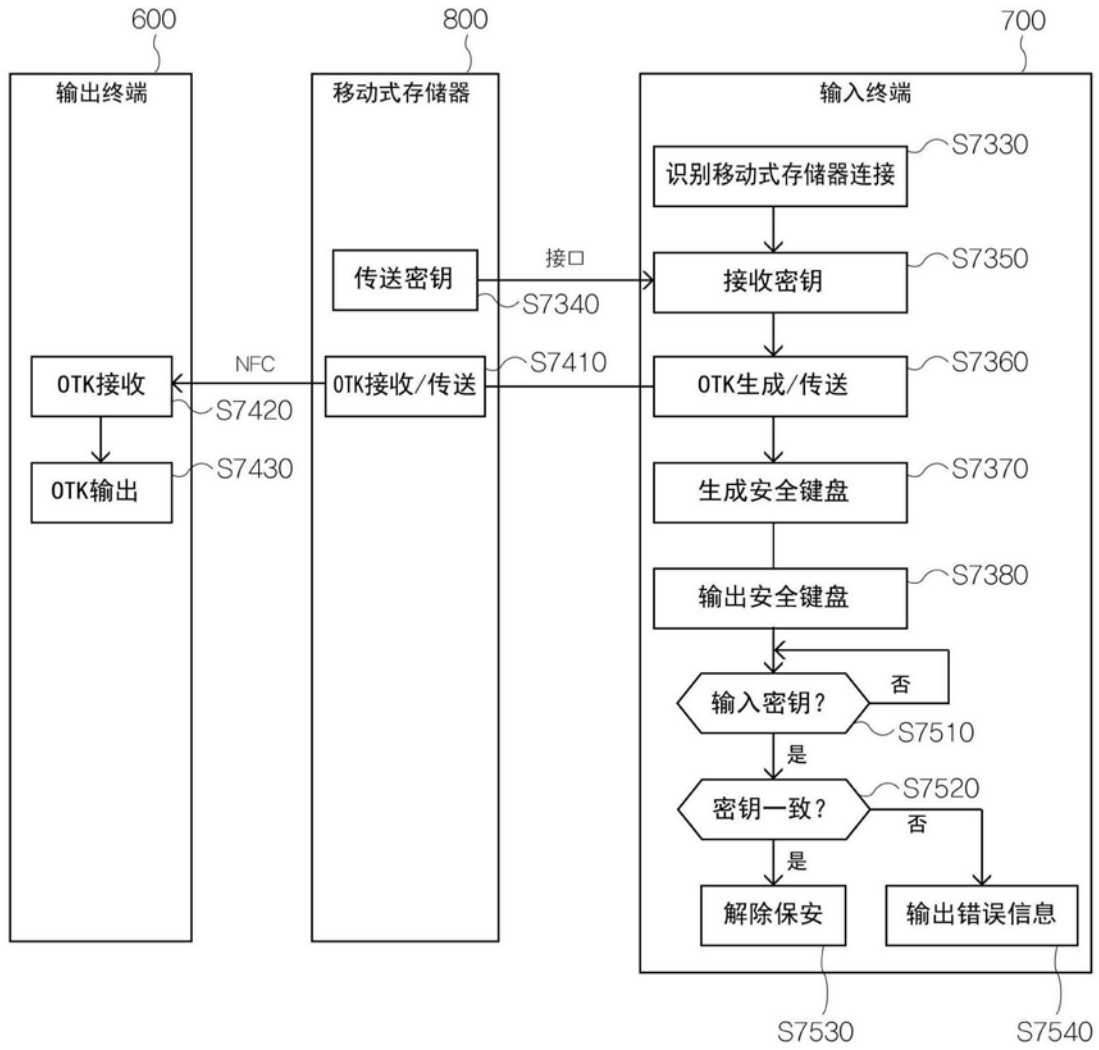 600
800
700
输出终端
移动式存储器
输入终端
S7330
识别移动式存储器连接
接口
S7350
传送密钥
接收密钥
S7340
NFC
S7410
S7360
OTK接收
OTK接收/传送
OTK生成/传送
S7420
S7430
S7370
OTK输出
生成安全键盘
S7380
输出安全键盘
否
输入密钥?
S7510
是
S7520
密钥一致?
否
是
解除保安
输出错误信息
S7530
S7540